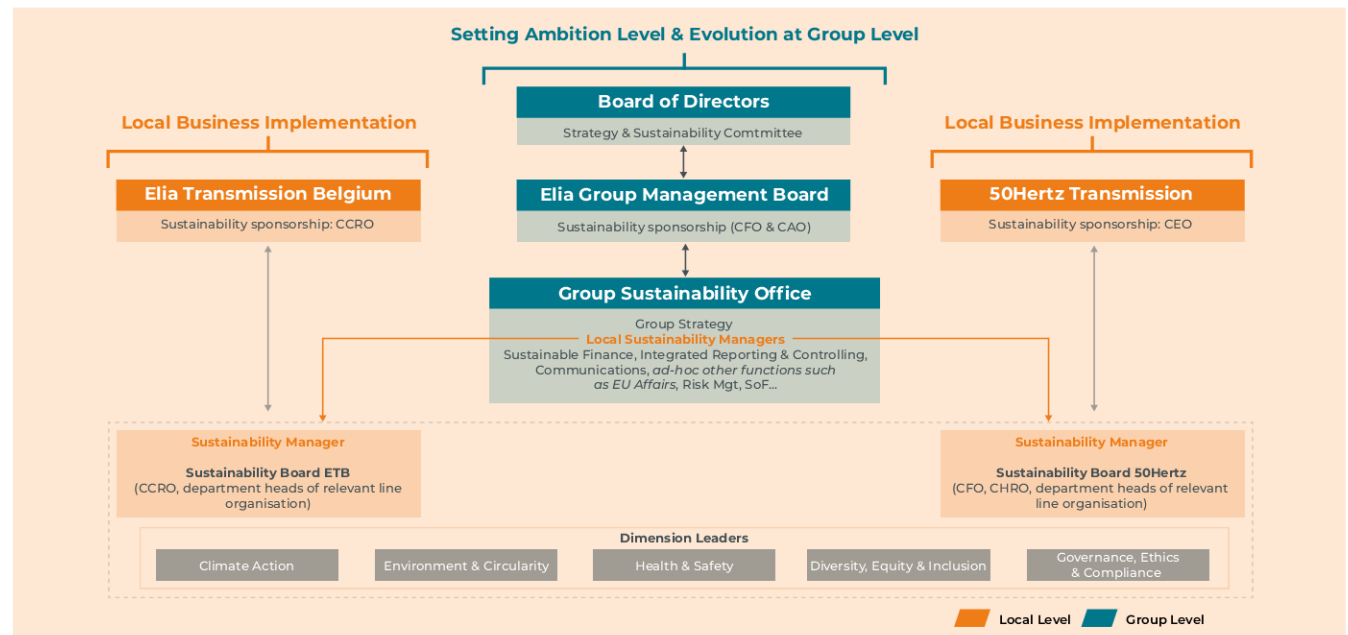 Setting Ambition Level & Evolution at Group Level
Board of Directors
Strategy & Sustainability Comtmittee
Local Business Implementation
Elia Transmission Belgium
Sustainability sponsorship: CCRO
Elia Group Management Board
Sustainability sponsorship (CFO & CAO)
Local Business Implementation
50Hertz Transmission
Sustainability sponsorship: CEO
Group Sustainability Office
Group Strategy
Local Sustainability Managers
Sustainable Finance, Integrated Reporting & Controlling,
Communications, ad-hoc other functions such
as EU Affairs, Risk Mgt, SoF...
Sustainability Manager
Sustainability Board ETB
(CCRO, department heads of relevant line
organisation)
Sustainability Manager
Sustainability Board 50Hertz
(CFO, CHRO, department heads of relevant
line organisation)
Dimension Leaders
Climate Action
Environment & Circularity
Health & Safety
Diversity, Equity & Inclusion
Governance, Ethics
& Compliance
Local Level
Group Level